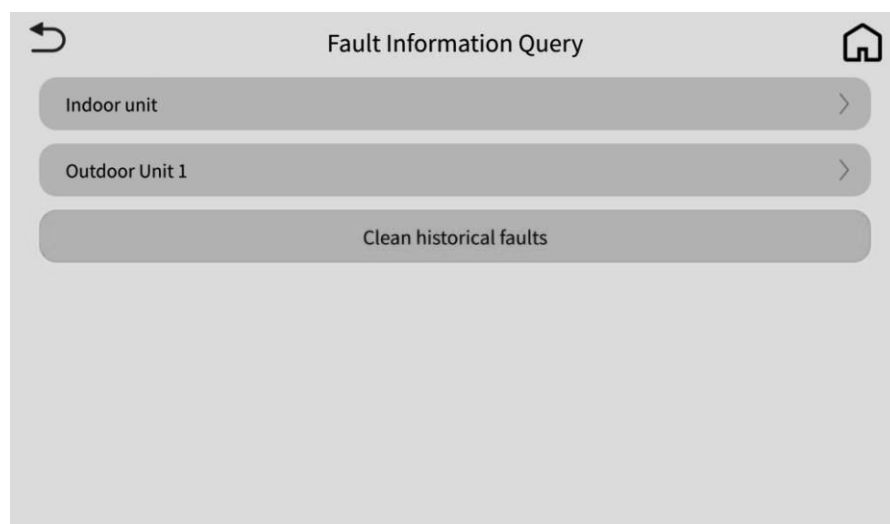 Fault Information Query
Indoor unit
Outdoor Unit 1
Clean historical faults